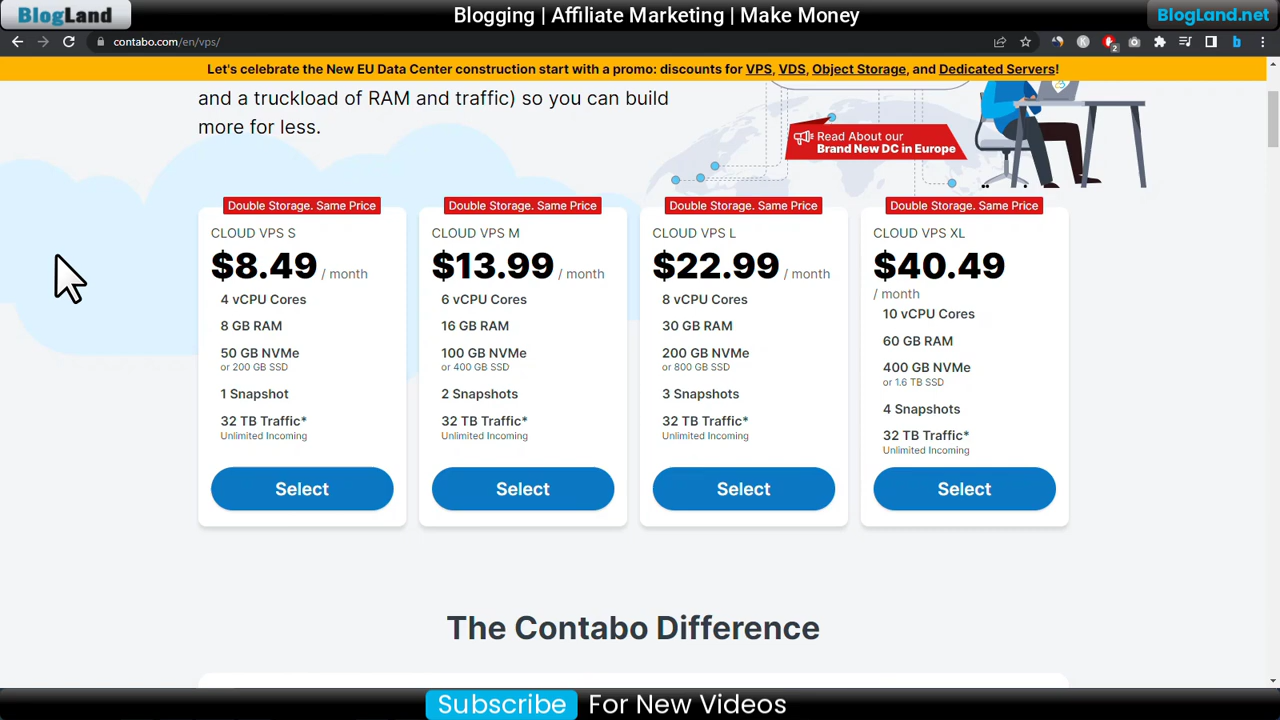 BlogLand
Blogging | Affiliate Marketing | Make Money
BlogLand.net
contabo.com/en/vps/
K
2
b
Let's celebrate the New EU Data Center construction start with a promo: discounts for VPS, VDS, Object Storage, and Dedicated Servers!
and a truckload of RAM and traffic) so you can build
more for less.
Read About our
Brand New DC in Europe
Double Storage. Same Price
CLOUD VPS S
$8.49 / month
4 vCPU Cores
8 GB RAM
50 GB NVMe
or 200 GB SSD
1 Snapshot
32 TB Traffic*
Unlimited Incoming
Select
Double Storage. Same Price
CLOUD VPS M
$13.99 / month
6 vCPU Cores
16 GB RAM
100 GB NVMe
or 400 GB SSD
2 Snapshots
32 TB Traffic*
Unlimited Incoming
Select
Double Storage. Same Price
CLOUD VPS L
$22.99 / month
8 vCPU Cores
30 GB RAM
200 GB NVMe
or 800 GB SSD
3 Snapshots
32 TB Traffic*
Unlimited Incoming
Select
Double Storage. Same Price
CLOUD VPS XL
$40.49
/ month
10 vCPU Cores
60 GB RAM
400 GB NVMe
or 1.6 TB SSD
4 Snapshots
32 TB Traffic*
Unlimited Incoming
Select
The Contabo Difference
Subscribe For New Videos